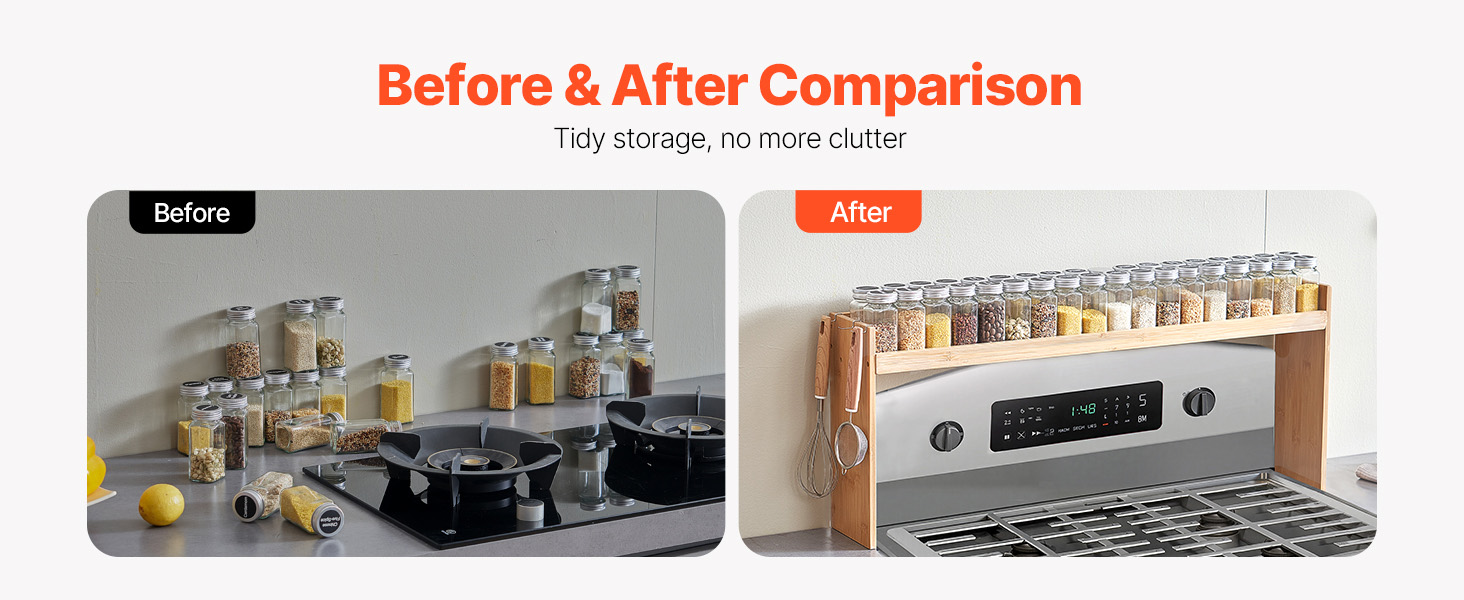 Before & After Comparison
Tidy storage, no more clutter
Before
After
1:48